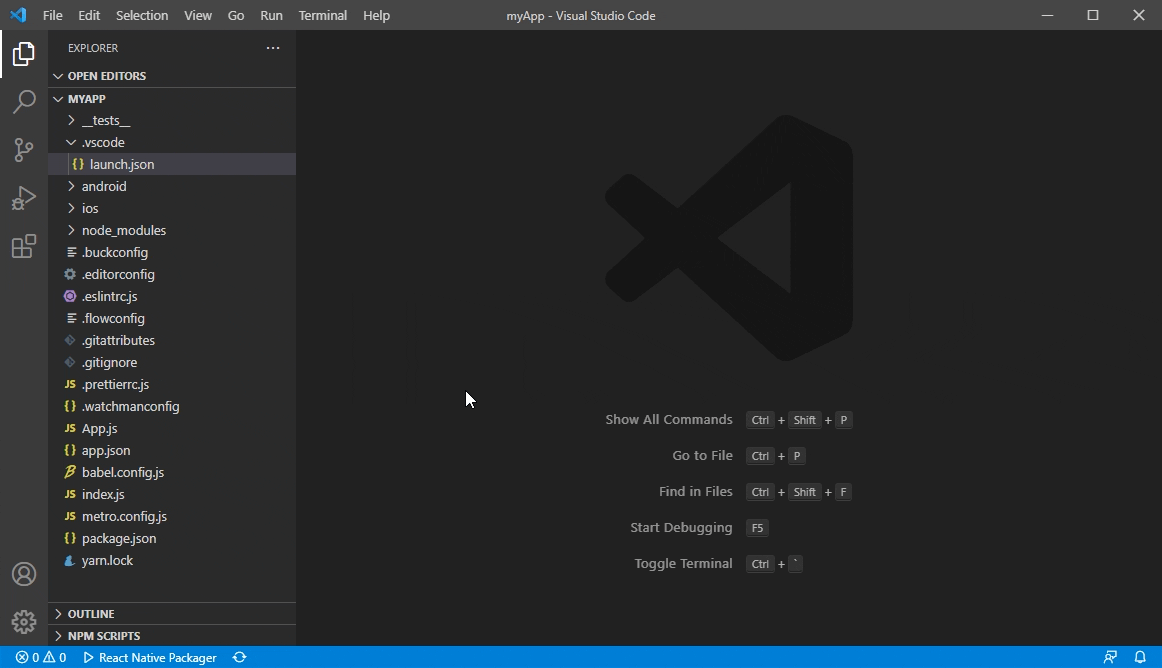 File Edit Selection View Go Run Terminal Help myApp - Visual Studio Code
EXPLORER
OPEN EDITORS
MYAPP
__tests__
.vscode
{} launch.json
android
ios
node_modules
.buckconfig
.editorconfig
.eslintrc.js
.flowconfig
.gitattributes
.gitignore
JS .prettierrc.js
{} .watchmanconfig
JS App.js
{} app.json
babel.config.js
JS index.js
JS metro.config.js
{} package.json
yarn.lock
OUTLINE
NPM SCRIPTS
Show All Commands Ctrl + Shift + P
Go to File Ctrl + P
Find in Files Ctrl + Shift + F
Start Debugging F5
Toggle Terminal Ctrl + `
0 0 React Native Packager